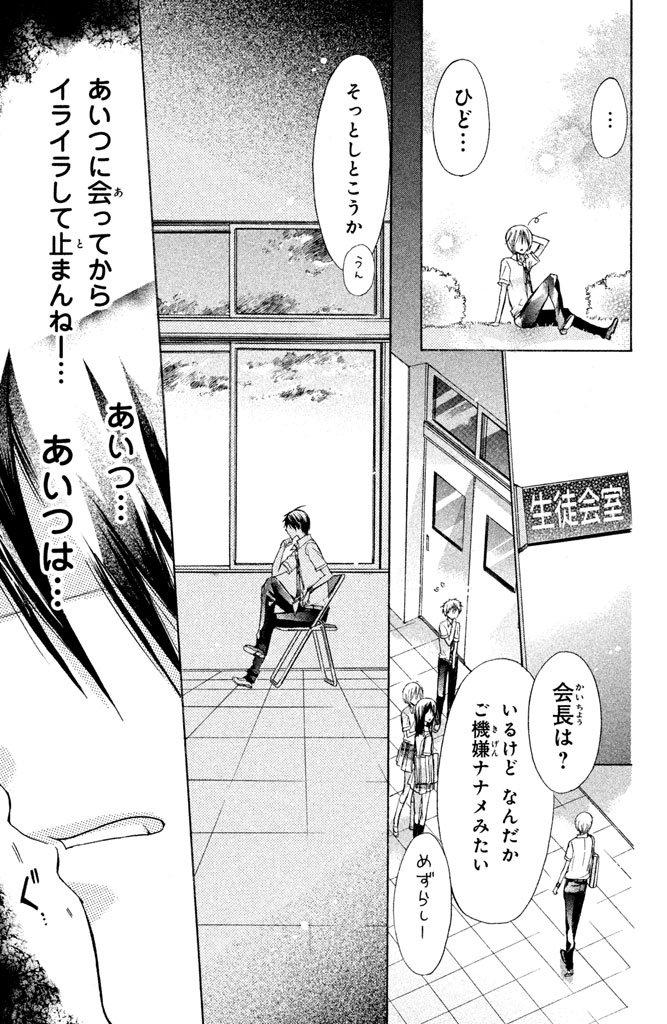 …
ひど…
生徒会室
会長は?
いるけど なんだか
ご機嫌ナナメみたい
めずらしー
そっとしとこうか
うん
あいつに会ってから
イライラして止まんねー…
あいつ…
あいつは…
ぐ…